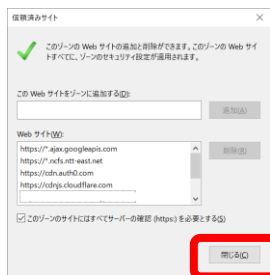 信頼済みサイト
このゾーンの Web サイトの追加と削除ができます。このゾーンの Web サイ
トすべてに、ゾーンのセキュリティ設定が適用されます。
この Web サイトをゾーンに追加する(D):
追加(A)
Web サイト(W):
https://*.ajax.googleapis.com
https://*.ncfs.ntt-east.net
https://cdn.auth0.com
https://cdnjs.cloudflare.com
削除(R)
このゾーンのサイトにはすべてサーバーの確認 (https:) を必要とする(S)
閉じる(C)